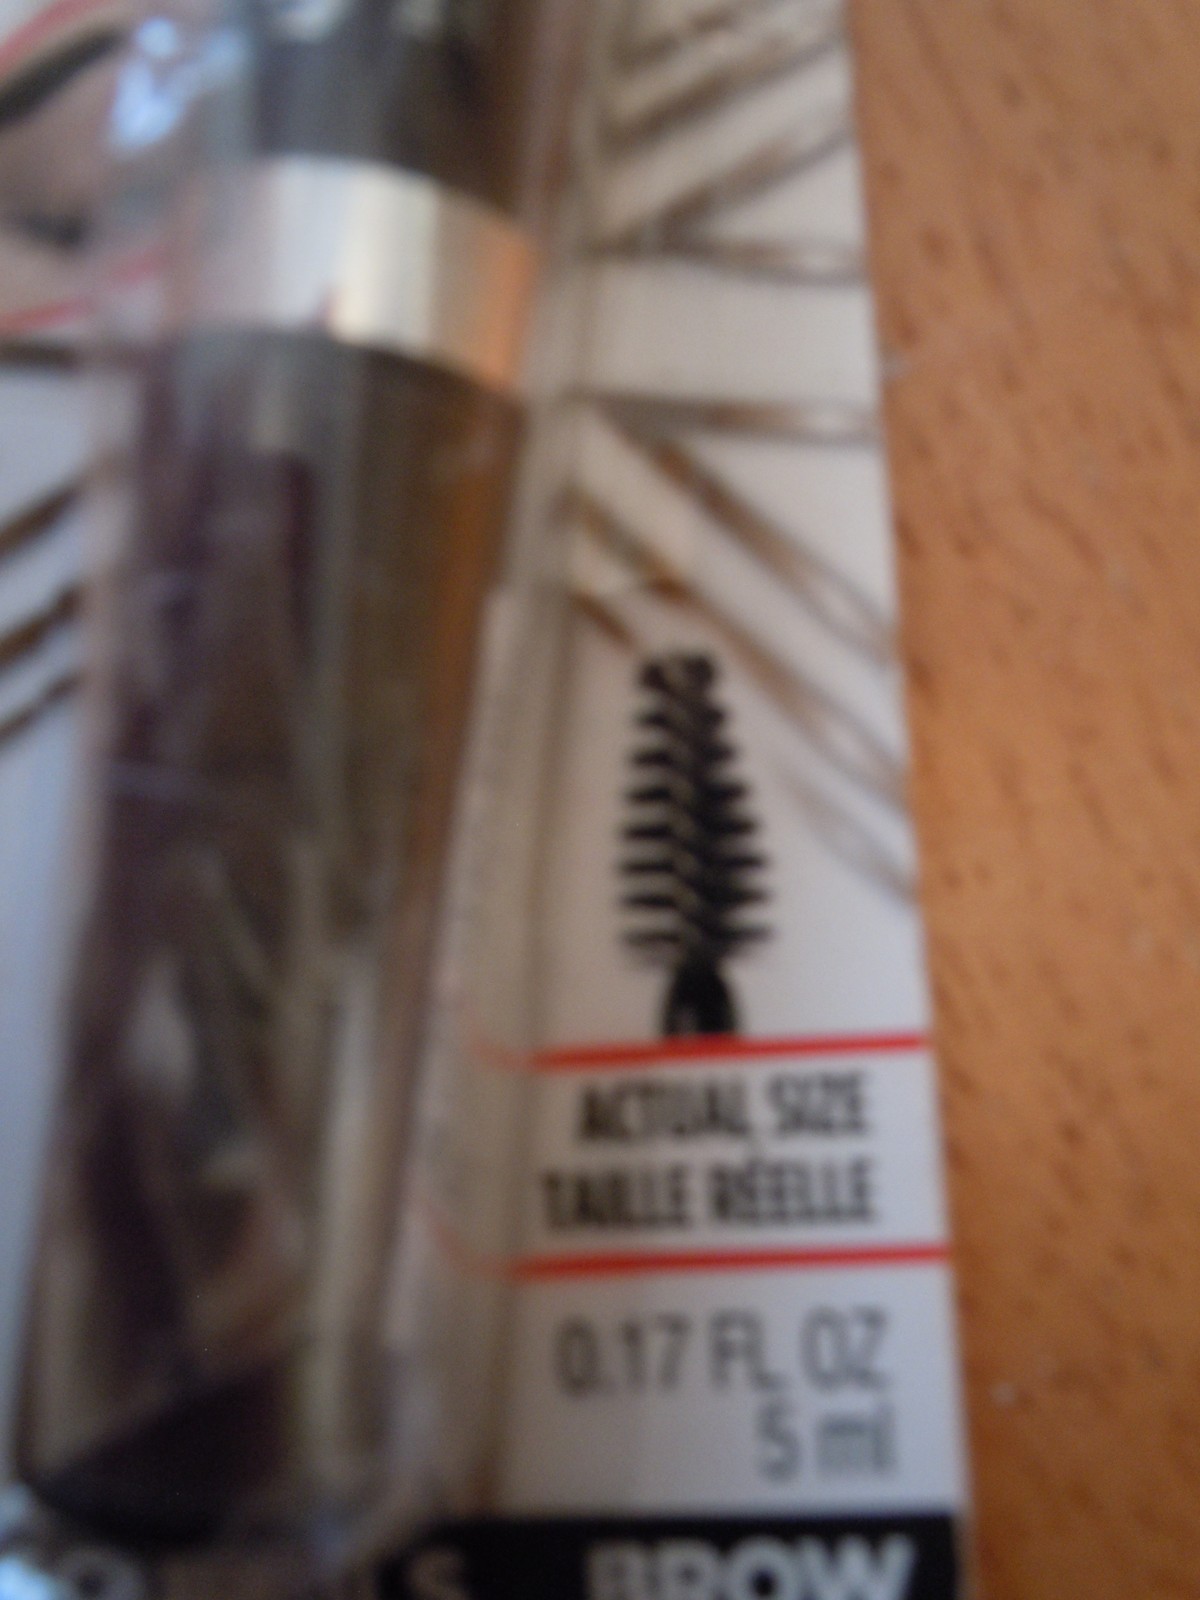 ACTUAL SIZE
TAILLE RÉELLE
0.17 FL OZ
5 ml
BROW